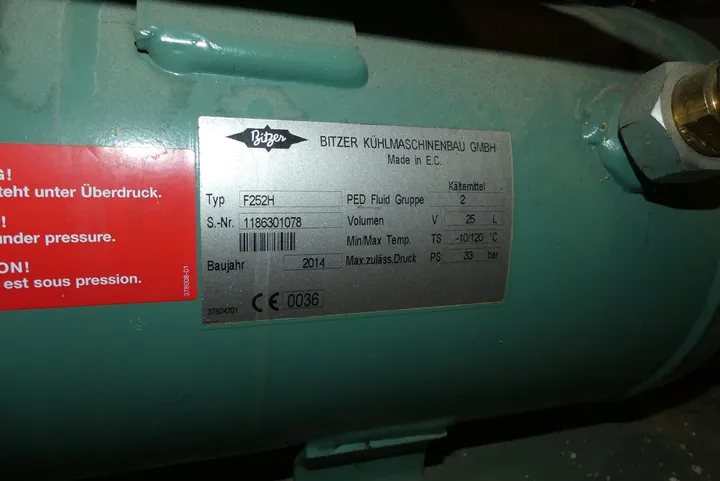 G!
teht unter Überdruck.
!
under pressure.
ON!
est sous pression.
378008-01
Bitzer
BITZER KÜHLMASCHINENBAU GMBH
Made in E.C.
Kältemittel
Typ F252H PED Fluid Gruppe 2
S.-Nr. 1186301078 Volumen V 25 L
Min/Max Temp. TS -10/120 °C
Baujahr 2014 Max.zuläss.Druck PS 33 bar
CE 0036
37804201